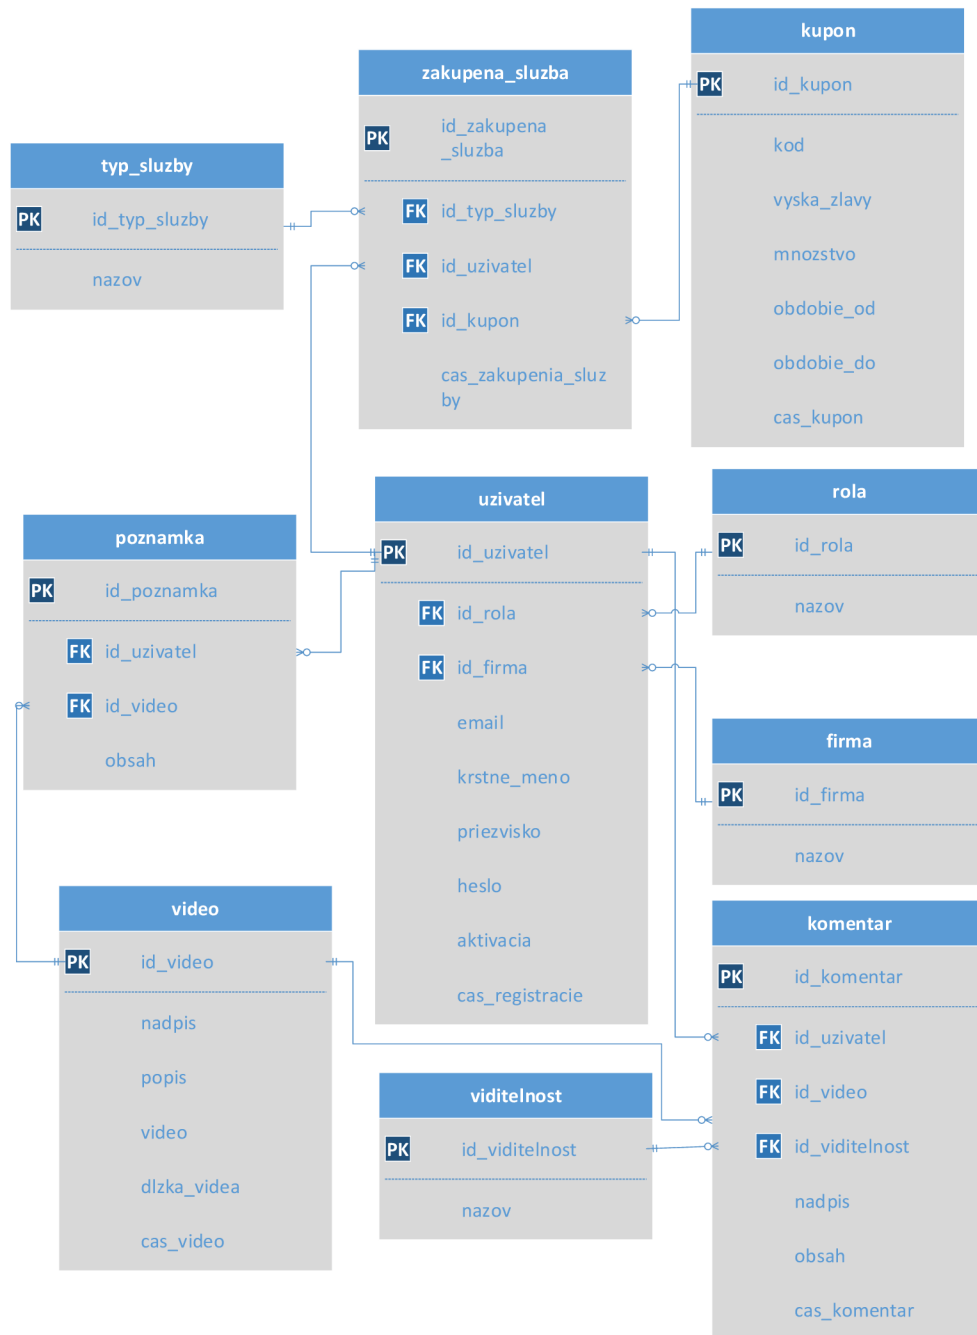 kupon
PK id_kupon
kod
vyska_zlavy
mnozstvo
obdobie_od
obdobie_do
cas_kupon
zakupena_sluzba
PK id_zakupena
_sluzba
FK id_typ_sluzby
FK id_uzivatel
FK id_kupon
cas_zakupenia_sluz
by
typ_sluzby
PK id_typ_sluzby
nazov
uzivatel
PK id_uzivatel
FK id_rola
FK id_firma
email
krstne_meno
priezvisko
heslo
aktivacia
cas_registracie
rola
PK id_rola
nazov
poznamka
PK id_poznamka
FK id_uzivatel
FK id_video
obsah
firma
PK id_firma
nazov
video
PK id_video
nadpis
popis
video
dlzka_videa
cas_video
komentar
PK id_komentar
FK id_uzivatel
FK id_video
FK id_viditelnost
nadpis
obsah
cas_komentar
viditelnost
PK id_viditelnost
nazov